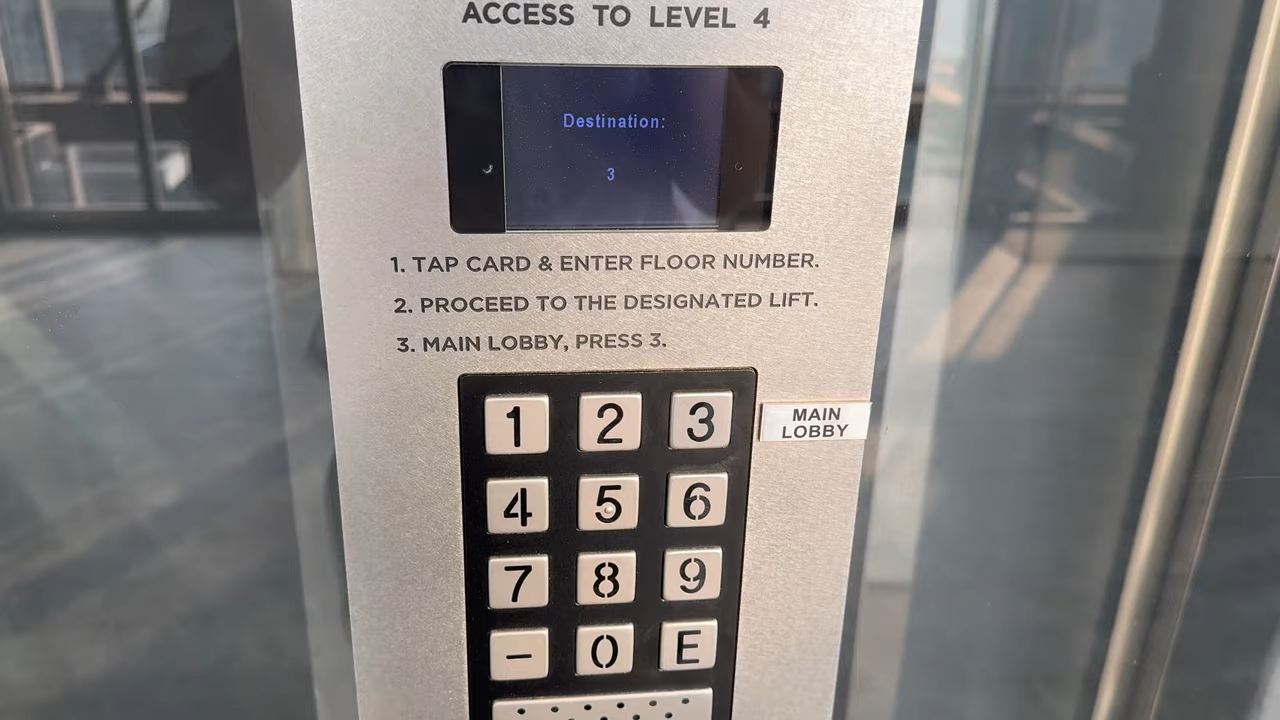 ACCESS TO LEVEL 4
Destination:
3
1. TAP CARD & ENTER FLOOR NUMBER.
2. PROCEED TO THE DESIGNATED LIFT.
3. MAIN LOBBY, PRESS 3.
1 2 3
MAIN
LOBBY
4 5 6
7 8 9
– 0 E